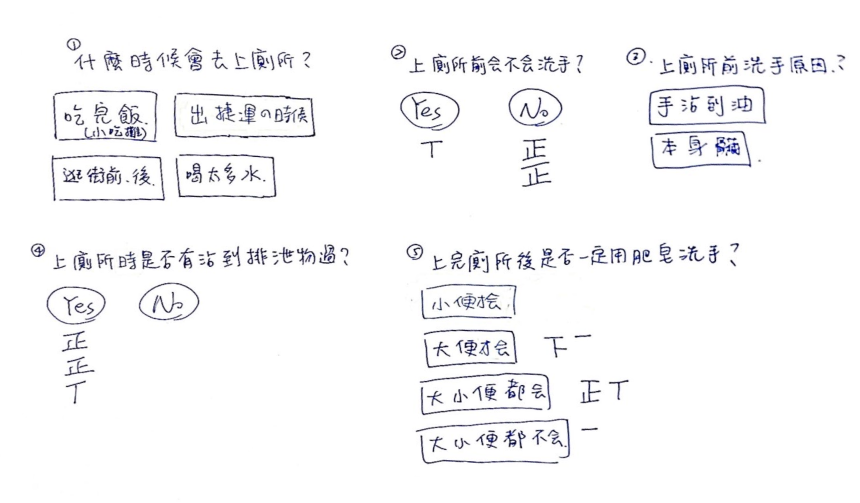 ① 什麼時候會去上廁所?
吃完飯.
(小吃攤)
出捷運の時候
逛街前、後.
喝太多水.
② 上廁所前会不会洗手?
Yes No
T 正
正
③. 上廁所前洗手原因.?
手沾到油
本身髒.
④ 上廁所時是否有沾到排泄物過?
Yes No
正
正
T
⑤ 上完廁所後是否一定用肥皂洗手?
小便才会.
大便才会 下一
大小便都会 正T
大小便都不会. 一